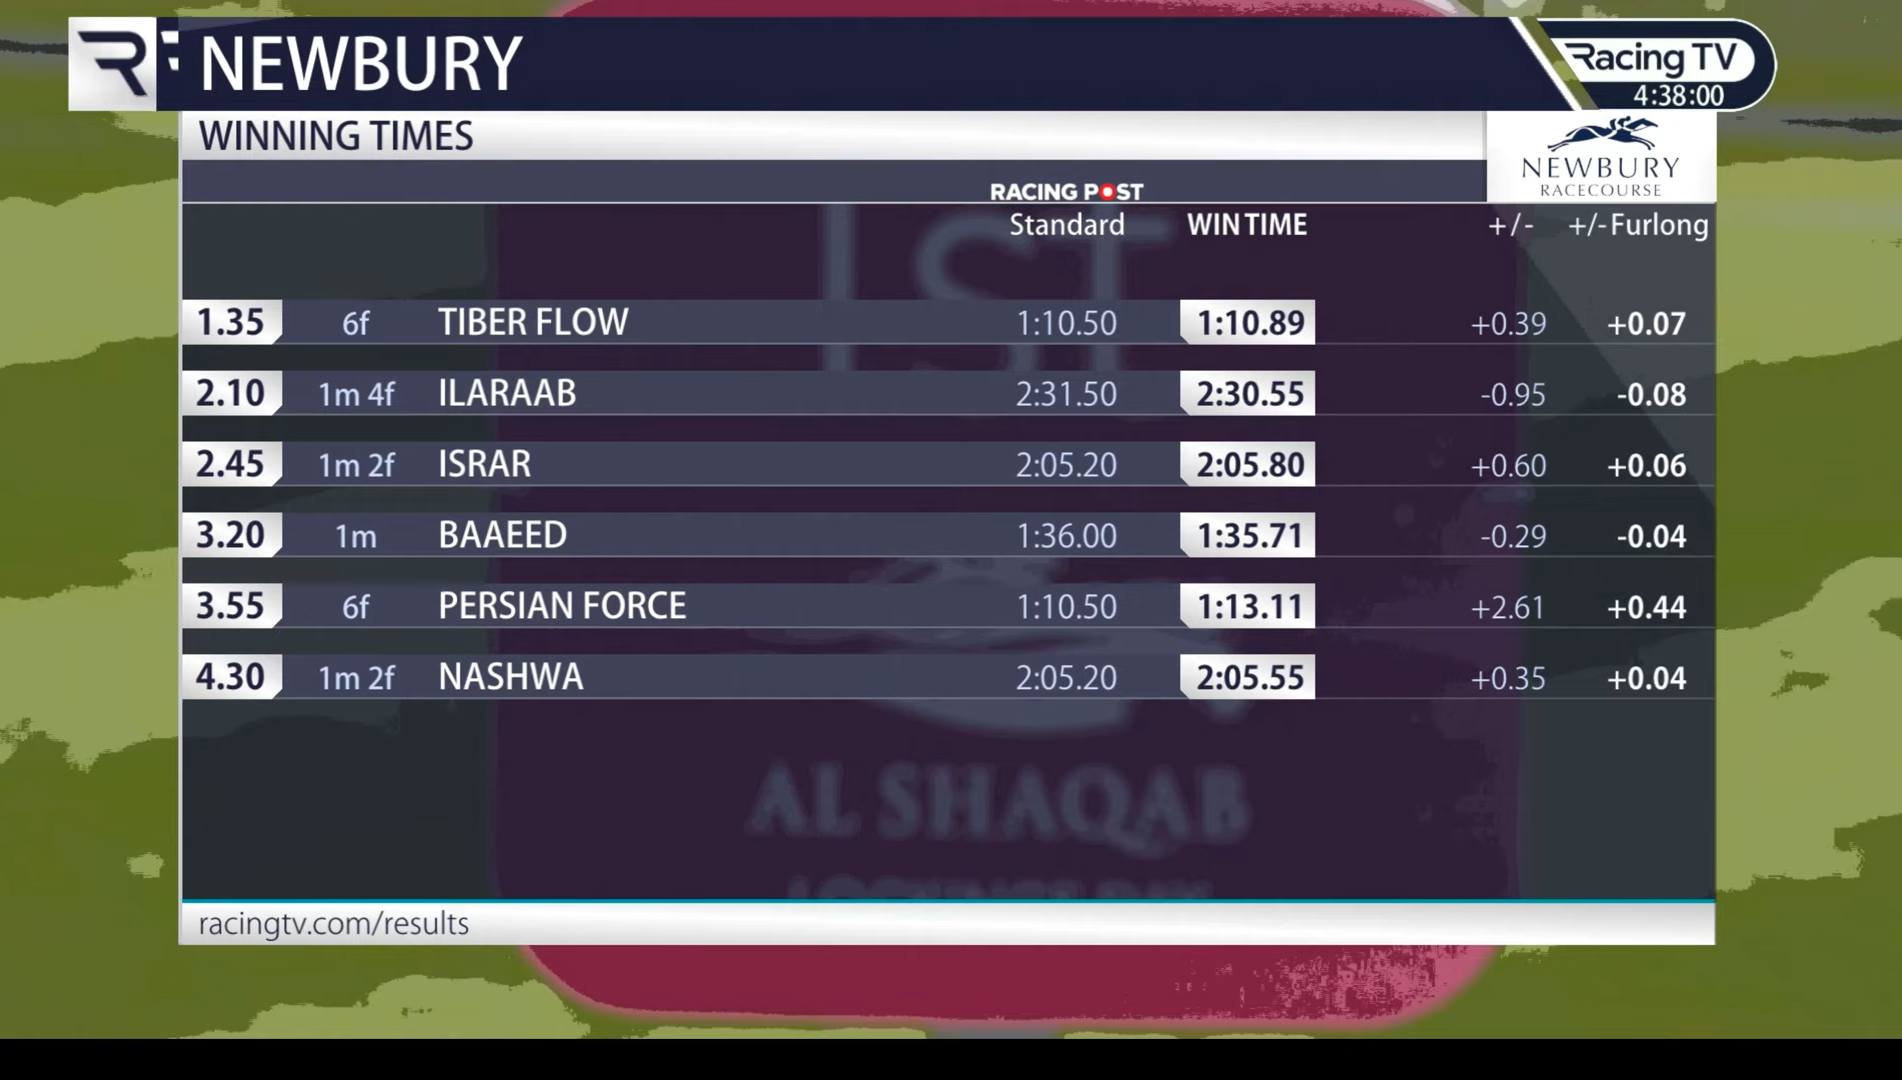 NEWBURY
Racing TV
4:38:00
WINNING TIMES
NEWBURY
RACECOURSE
RACING POST
Standard WIN TIME +/- +/-Furlong
1.35 6f TIBER FLOW 1:10.50 1:10.89 +0.39 +0.07
2.10 1m 4f ILARAAB 2:31.50 2:30.55 -0.95 -0.08
2.45 1m 2f ISRAR 2:05.20 2:05.80 +0.60 +0.06
3.20 1m BAAEED 1:36.00 1:35.71 -0.29 -0.04
3.55 6f PERSIAN FORCE 1:10.50 1:13.11 +2.61 +0.44
4.30 1m 2f NASHWA 2:05.20 2:05.55 +0.35 +0.04
AL SHAQAB
racingtv.com/results